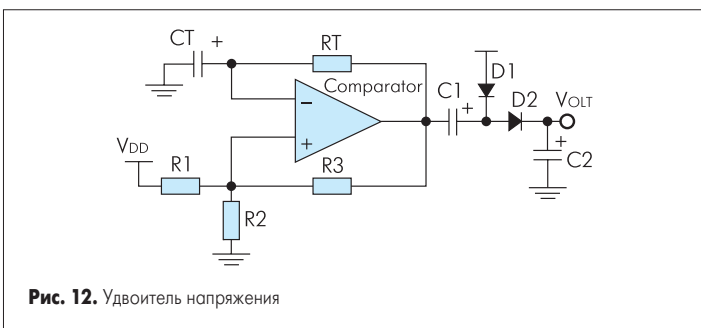 CT +
RT
Comparator
−
+
C1
+
D1
D2
VOLT
+
C2
VDD
R1
R3
R2
Рис. 12. Удвоитель напряжения